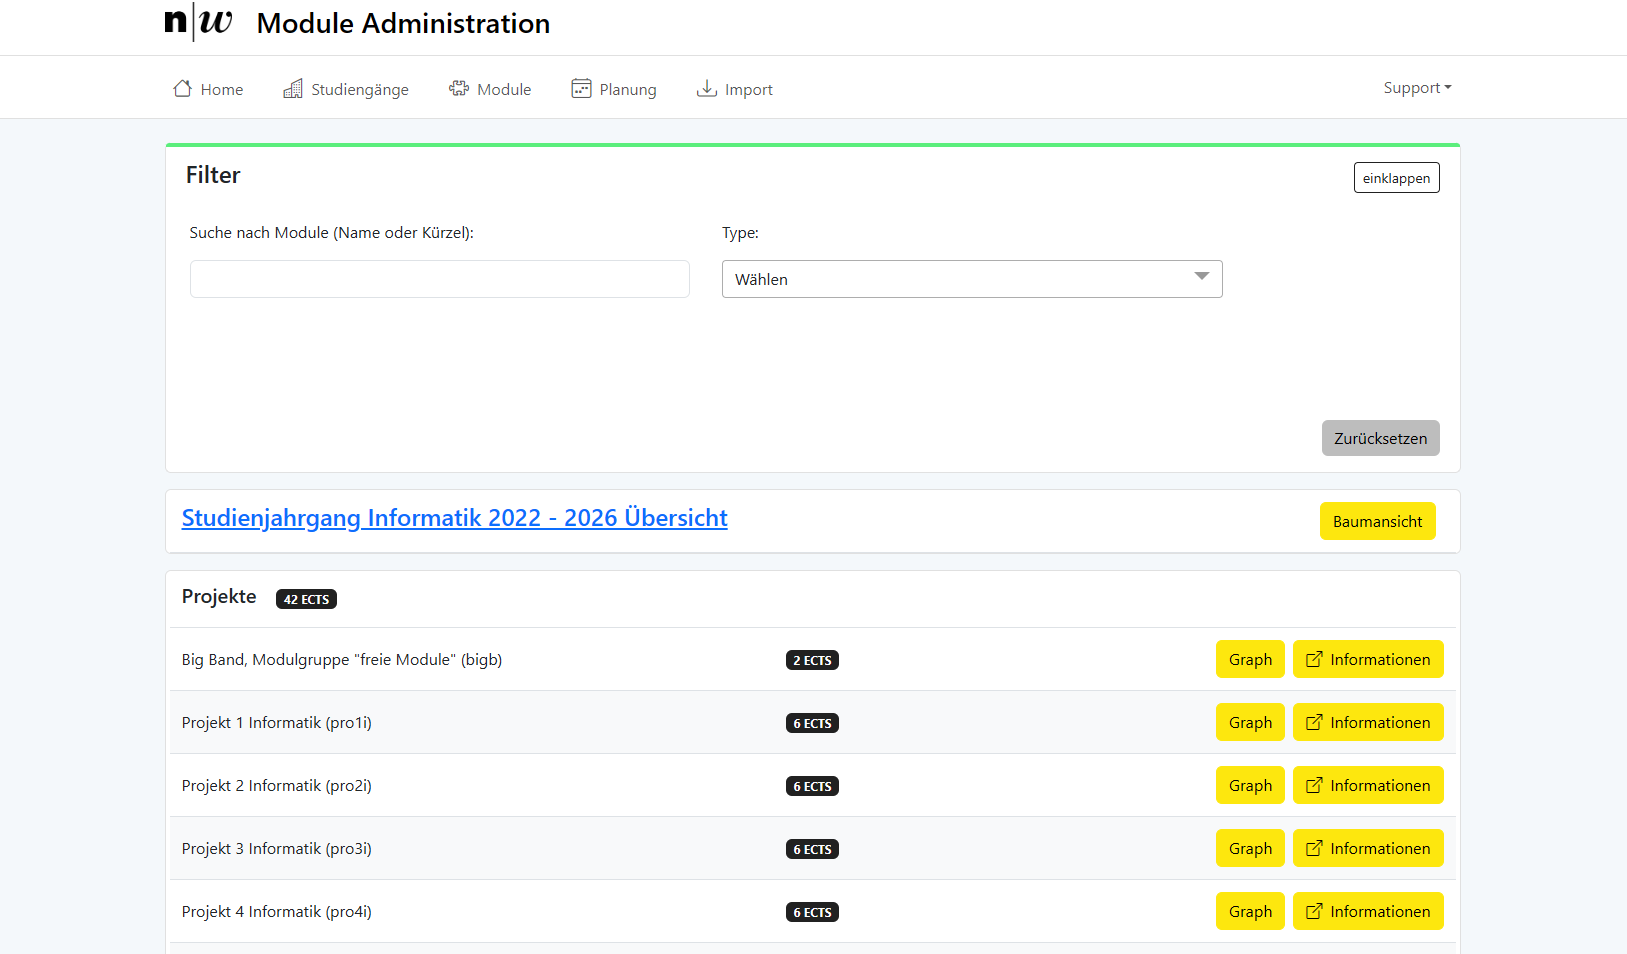 n|w Module Administration
Home Studiengänge Module Planung Import Support
Filter einklappen
Suche nach Module (Name oder Kürzel): Type:
Wählen
Zurücksetzen
Studienjahrgang Informatik 2022 - 2026 Übersicht Baumansicht
Projekte 42 ECTS
Big Band, Modulgruppe "freie Module" (bigb) 2 ECTS Graph Informationen
Projekt 1 Informatik (pro1i) 6 ECTS Graph Informationen
Projekt 2 Informatik (pro2i) 6 ECTS Graph Informationen
Projekt 3 Informatik (pro3i) 6 ECTS Graph Informationen
Projekt 4 Informatik (pro4i) 6 ECTS Graph Informationen